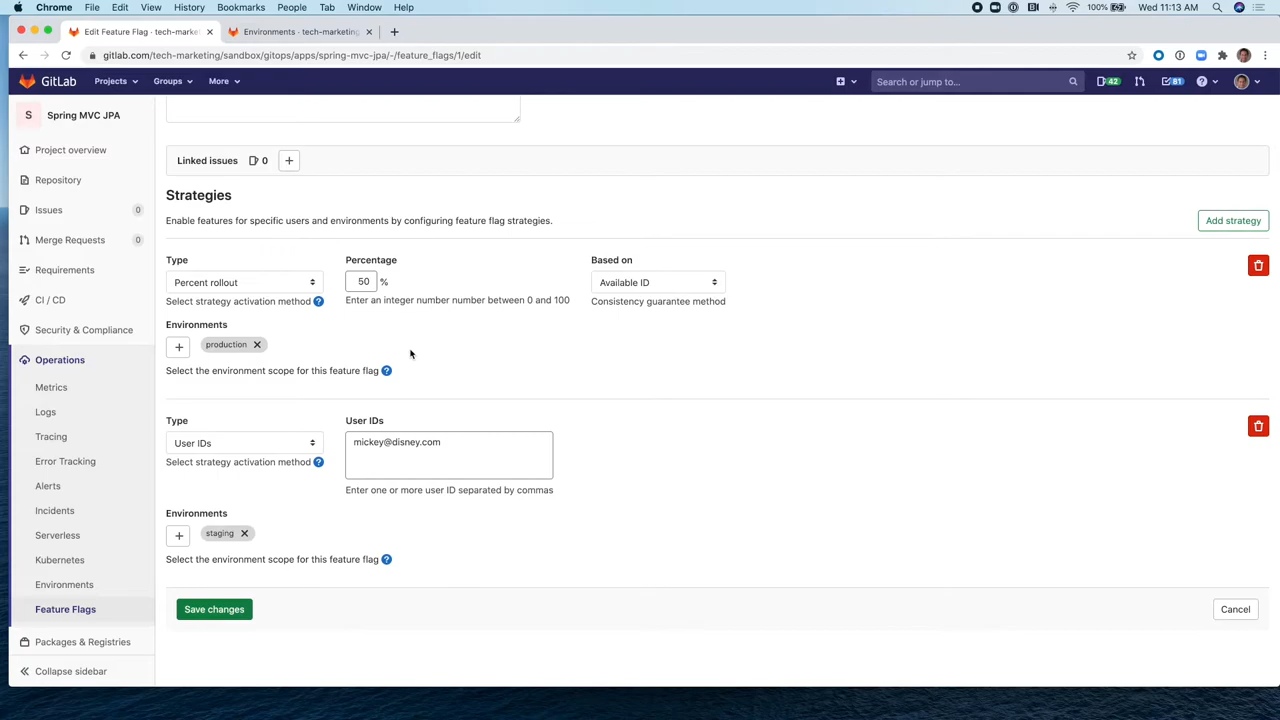 Chrome File Edit View History Bookmarks People Tab Window Help 100% Wed 11:13 AM
Edit Feature Flag · tech-market Environments · tech-marketing
gitlab.com/tech-marketing/sandbox/gitops/apps/spring-mvc-jpa/-/feature_flags/1/edit
GitLab Projects Groups More Search or jump to... 42 81
S Spring MVC JPA
Project overview
Repository
Issues 0
Merge Requests 0
Requirements
CI / CD
Security & Compliance
Operations
Metrics
Logs
Tracing
Error Tracking
Alerts
Incidents
Serverless
Kubernetes
Environments
Feature Flags
Packages & Registries
Collapse sidebar
Linked issues 0 +
Strategies
Enable features for specific users and environments by configuring feature flag strategies. Add strategy
Type Percentage Based on
Percent rollout 50 % Available ID
Select strategy activation method ? Enter an integer number number between 0 and 100 Consistency guarantee method
Environments
+ production
Select the environment scope for this feature flag ?
Type User IDs
User IDs mickey@disney.com
Select strategy activation method ?
Enter one or more user ID separated by commas
Environments
+ staging
Select the environment scope for this feature flag ?
Save changes Cancel